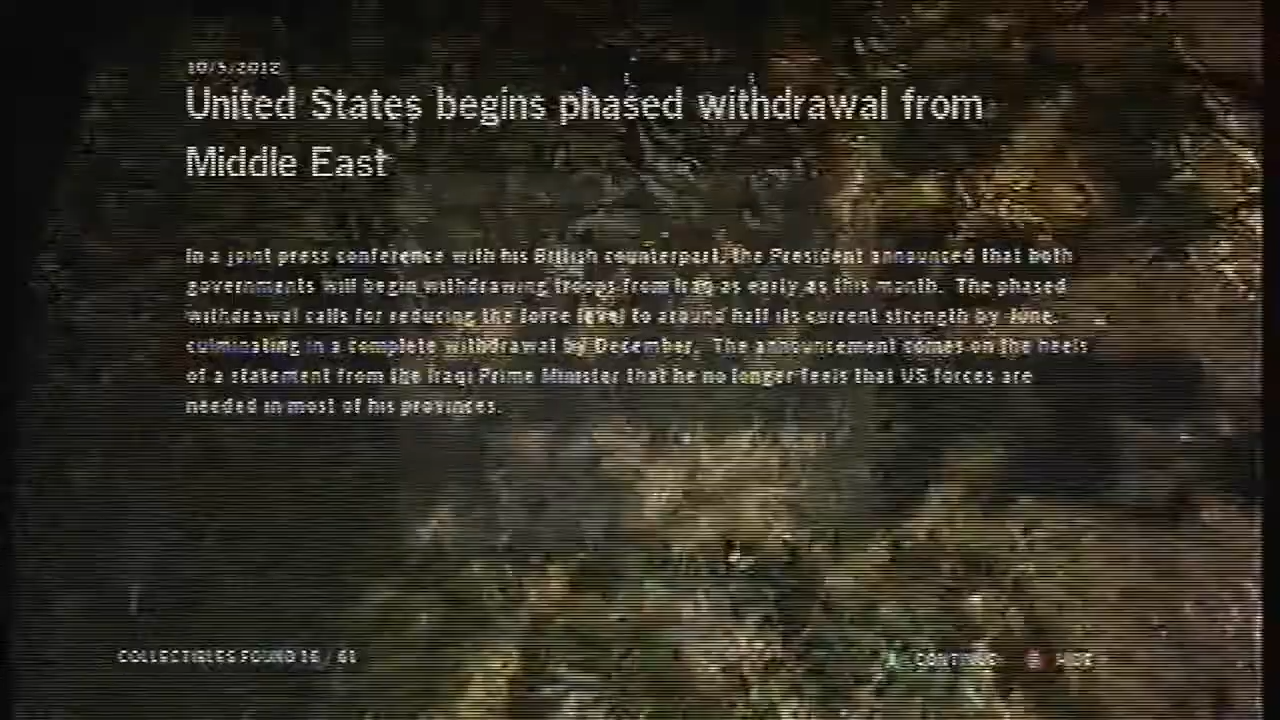 10/5/2012
United States begins phased withdrawal from
Middle East
In a joint press conference with his British counterpart, the President announced that both
governments will begin withdrawing troops from Iraq as early as this month. The phased
withdrawal calls for reducing the force level to around half its current strength by June,
culminating in a complete withdrawal by December. The announcement comes on the heels
of a statement from the Iraqi Prime Minister that he no longer feels that US forces are
needed in most of his provinces.
COLLECTIBLES FOUND 16 / 61
CONTINUE HIDE